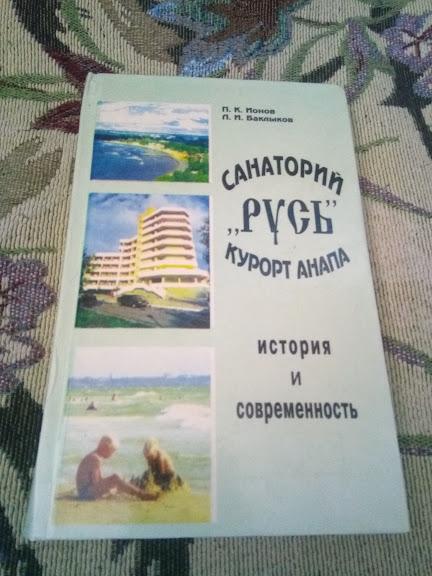 П. К. Ионов
Л. И. Баклыков
САНАТОРИЙ
„РУСЬ”
КУРОРТ АНАПА
история
и
современность